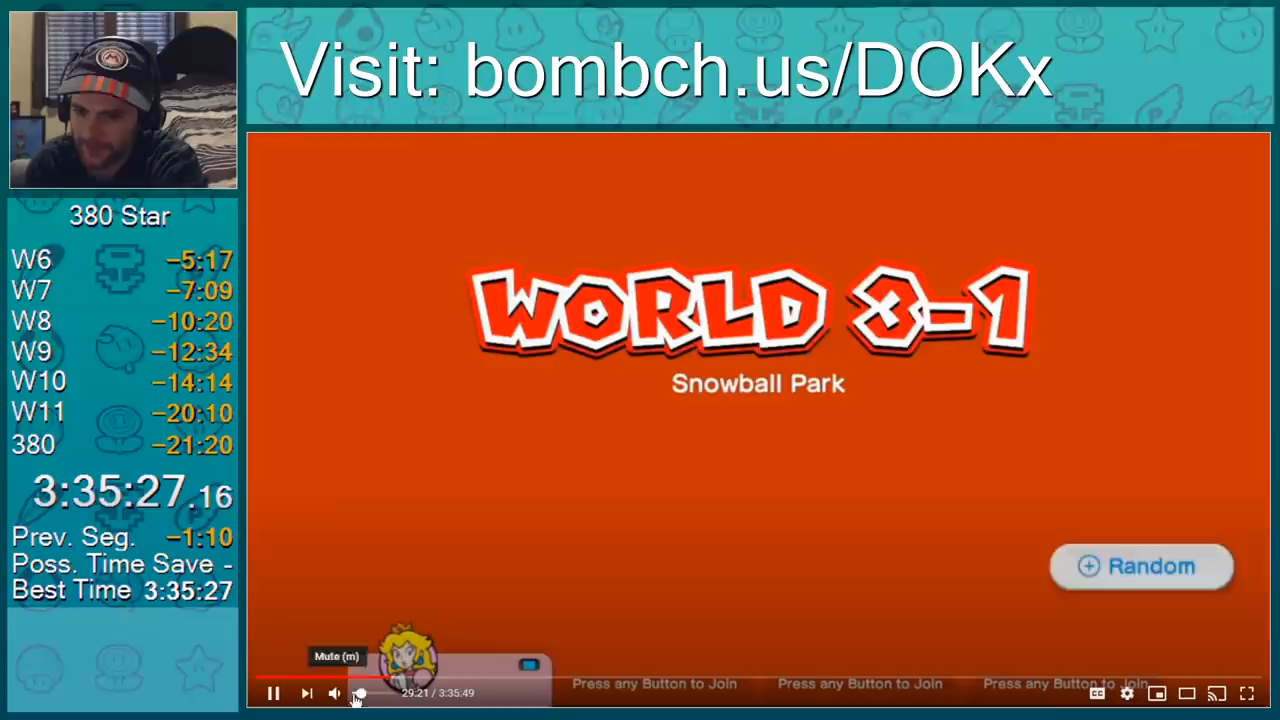 Visit: bombch.us/DOKx
380 Star
W6 -5:17
W7 -7:09
W8 -10:20
W9 -12:34
W10 -14:14
W11 -20:10
380 -21:20
3:35:27.16
Prev. Seg. -1:10
Poss. Time Save -
Best Time 3:35:27
WORLD 3-1
Snowball Park
Random
Mute (m)
Press any Button to Join
Press any Button to Join
Press any Button to Join
29:21 / 3:35:49
CC